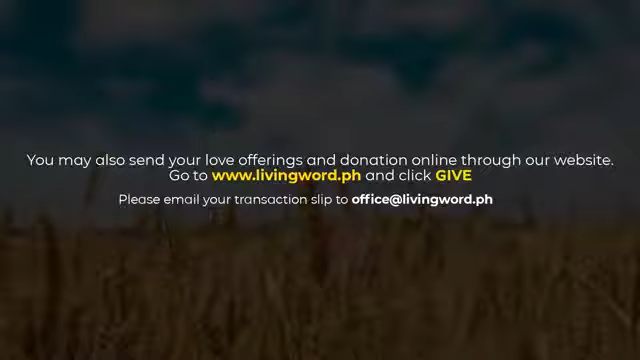 You may also send your love offerings and donation online through our website.
Go to www.livingword.ph and click GIVE
Please email your transaction slip to office@livingword.ph